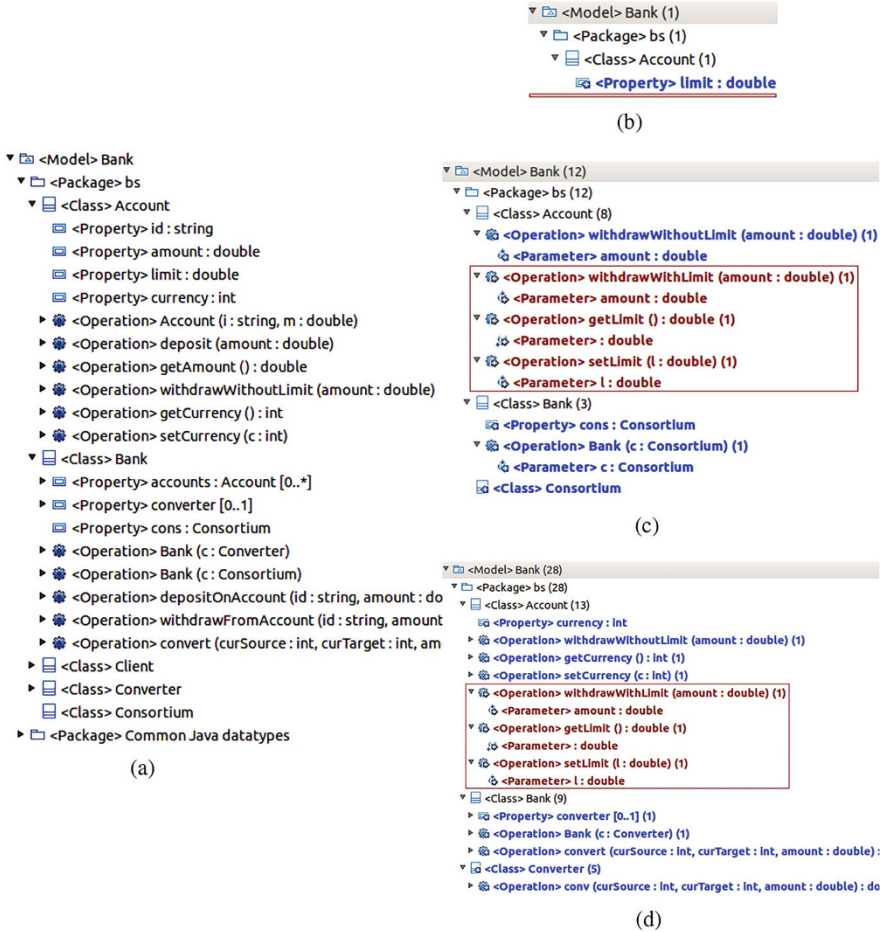 <Model> Bank (1)
<Package> bs (1)
<Class> Account (1)
<Property> limit : double
(b)
<Model> Bank
<Package> bs
<Class> Account
<Property> id : string
<Property> amount : double
<Property> limit : double
<Property> currency : int
<Operation> Account (i : string, m : double)
<Operation> deposit (amount : double)
<Operation> getAmount () : double
<Operation> withdrawWithoutLimit (amount : double)
<Operation> getCurrency () : int
<Operation> setCurrency (c : int)
<Class> Bank
<Property> accounts : Account [0..*]
<Property> converter [0..1]
<Property> cons : Consortium
<Operation> Bank (c : Converter)
<Operation> Bank (c : Consortium)
<Operation> depositOnAccount (id : string, amount : do
<Operation> withdrawFromAccount (id : string, amount
<Operation> convert (curSource : int, curTarget : int, am
<Class> Client
<Class> Converter
<Class> Consortium
<Package> Common Java datatypes
(a)
<Model> Bank (12)
<Package> bs (12)
<Class> Account (8)
<Operation> withdrawWithoutLimit (amount : double) (1)
<Parameter> amount : double
<Operation> withdrawWithLimit (amount : double) (1)
<Parameter> amount : double
<Operation> getLimit () : double (1)
<Parameter> : double
<Operation> setLimit (l : double) (1)
<Parameter> l : double
<Class> Bank (3)
<Property> cons : Consortium
<Operation> Bank (c : Consortium) (1)
<Parameter> c : Consortium
<Class> Consortium
(c)
<Model> Bank (28)
<Package> bs (28)
<Class> Account (13)
<Property> currency : int
<Operation> withdrawWithoutLimit (amount : double) (1)
<Operation> getCurrency () : int (1)
<Operation> setCurrency (c : int) (1)
<Operation> withdrawWithLimit (amount : double) (1)
<Parameter> amount : double
<Operation> getLimit () : double (1)
<Parameter> : double
<Operation> setLimit (l : double) (1)
<Parameter> l : double
<Class> Bank (9)
<Property> converter [0..1] (1)
<Operation> Bank (c : Converter) (1)
<Operation> convert (curSource : int, curTarget : int, amount : double) :
<Class> Converter (5)
<Operation> conv (curSource : int, curTarget : int, amount : double) : do
(d)